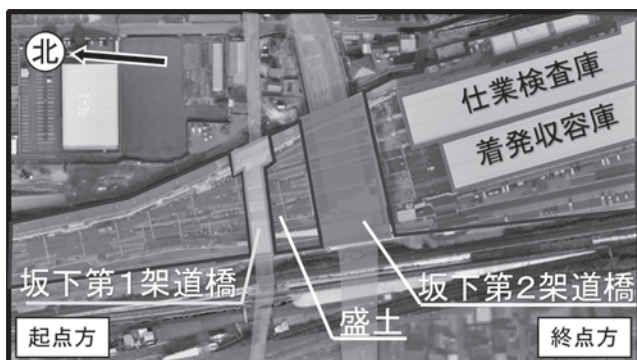 北
仕業検査庫
着発収容庫
坂下第1架道橋
盛土
坂下第2架道橋
起点方
終点方